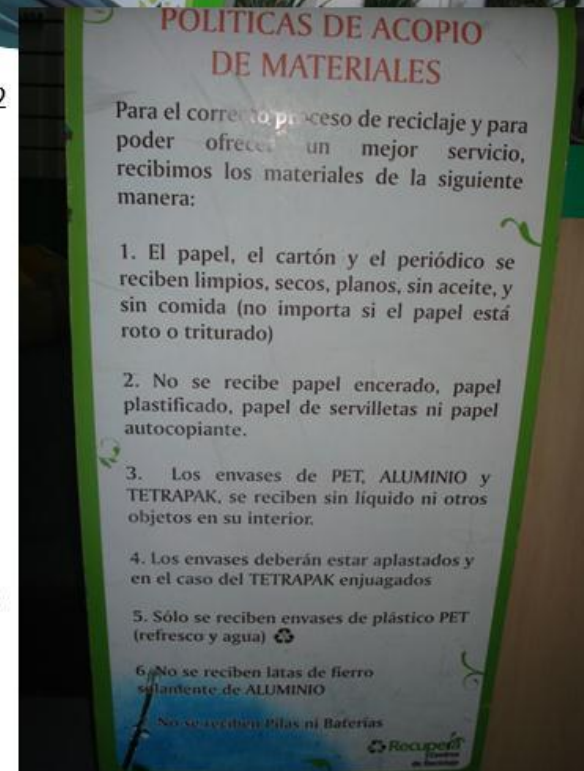 2
POLÍTICAS DE ACOPIO
DE MATERIALES
Para el correcto proceso de reciclaje y para
poder ofrecer un mejor servicio,
recibimos los materiales de la siguiente
manera:
1. El papel, el cartón y el periódico se
reciben limpios, secos, planos, sin aceite, y
sin comida (no importa si el papel está
roto o triturado)
2. No se recibe papel encerado, papel
plastificado, papel de servilletas ni papel
autocopiante.
3. Los envases de PET, ALUMINIO y
TETRAPAK, se reciben sin líquido ni otros
objetos en su interior.
4. Los envases deberán estar aplastados y
en el caso del TETRAPAK enjuagados
5. Sólo se reciben envases de plástico PET
(refresco y agua)
6. No se reciben latas de fierro
solamente de ALUMINIO
No se reciben Pilas ni Baterías
Recupera
Centros
de Reciclaje